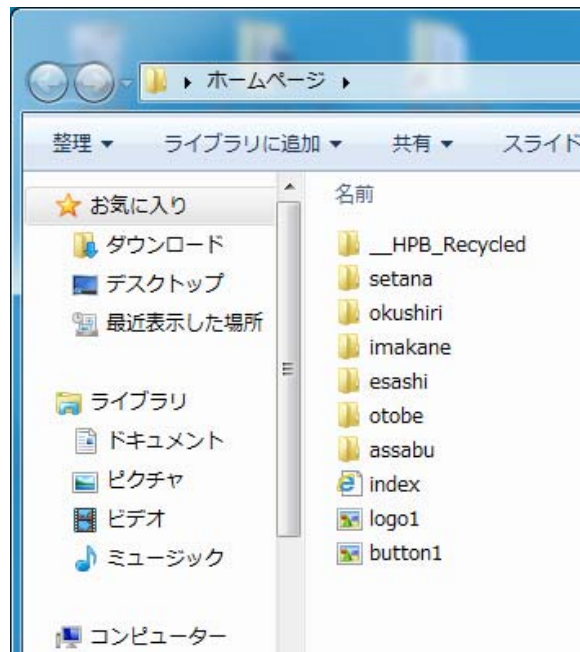 ホームページ
整理 ライブラリに追加 共有 スライド
お気に入り
ダウンロード
デスクトップ
最近表示した場所
ライブラリ
ドキュメント
ピクチャ
ビデオ
ミュージック
コンピューター
名前
__HPB_Recycled
setana
okushiri
imakane
esashi
otobe
assabu
index
logo1
button1